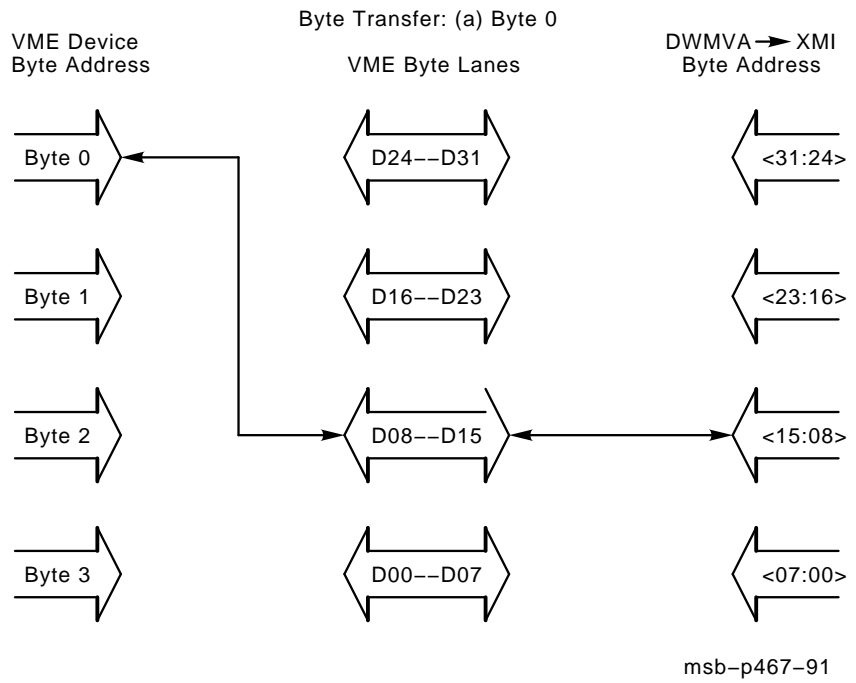 Byte Transfer: (a) Byte 0
VME Device
Byte Address
VME Byte Lanes
DWMVA → XMI
Byte Address
Byte 0
D24--D31
<31:24>
Byte 1
D16--D23
<23:16>
Byte 2
D08--D15
<15:08>
Byte 3
D00--D07
<07:00>
msb-p467-91